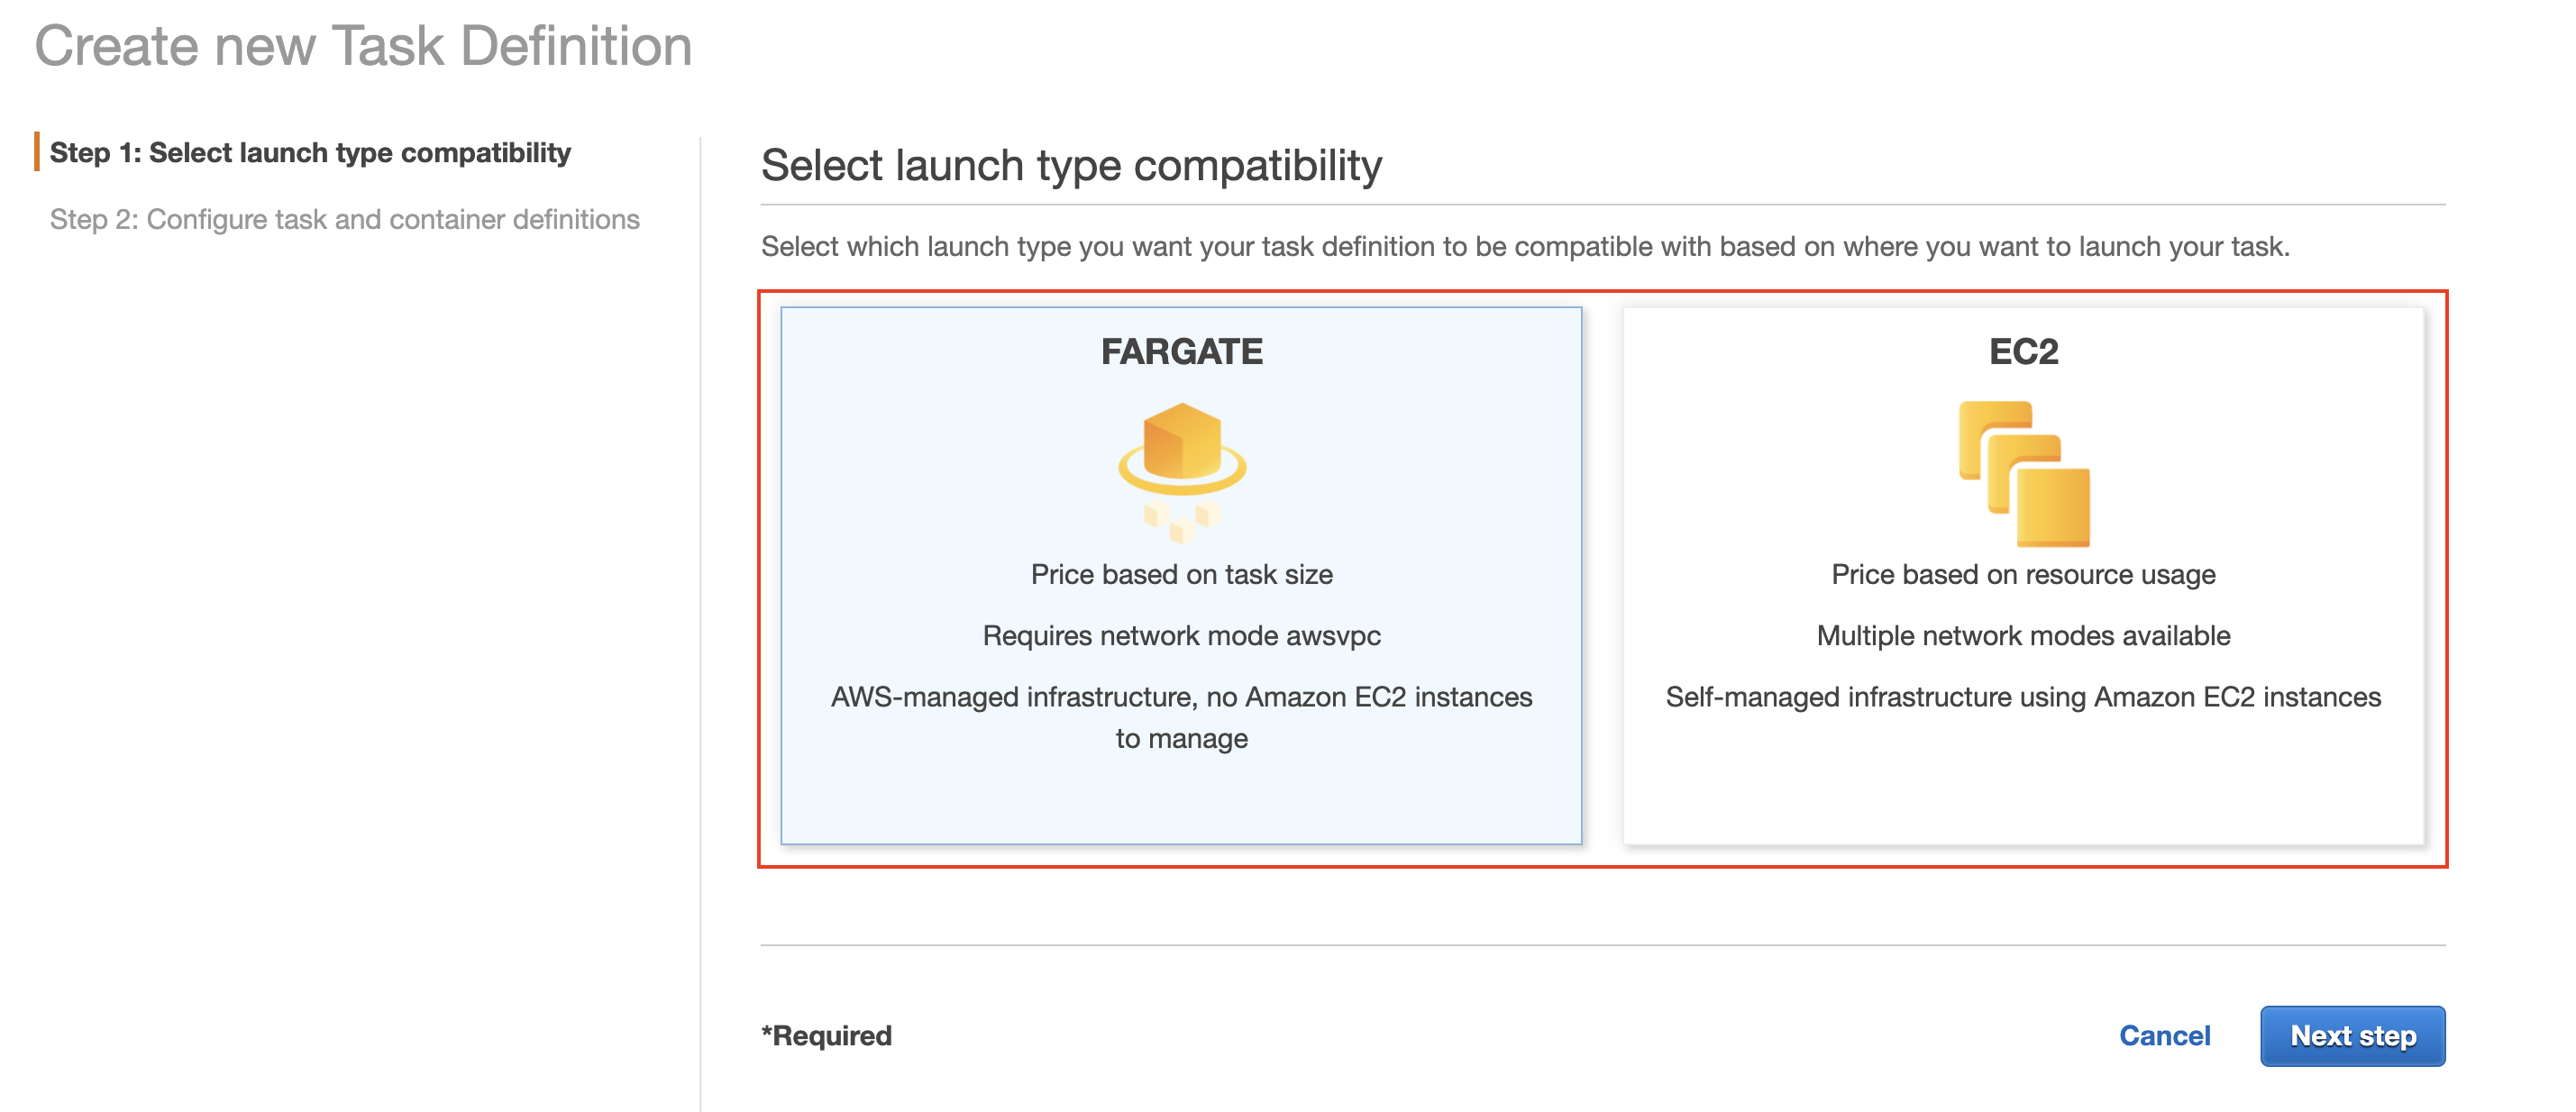 Create new Task Definition
Step 1: Select launch type compatibility
Step 2: Configure task and container definitions
Select launch type compatibility
Select which launch type you want your task definition to be compatible with based on where you want to launch your task.
FARGATE
Price based on task size
Requires network mode awsvpc
AWS-managed infrastructure, no Amazon EC2 instances
to manage
EC2
Price based on resource usage
Multiple network modes available
Self-managed infrastructure using Amazon EC2 instances
*Required
Cancel
Next step